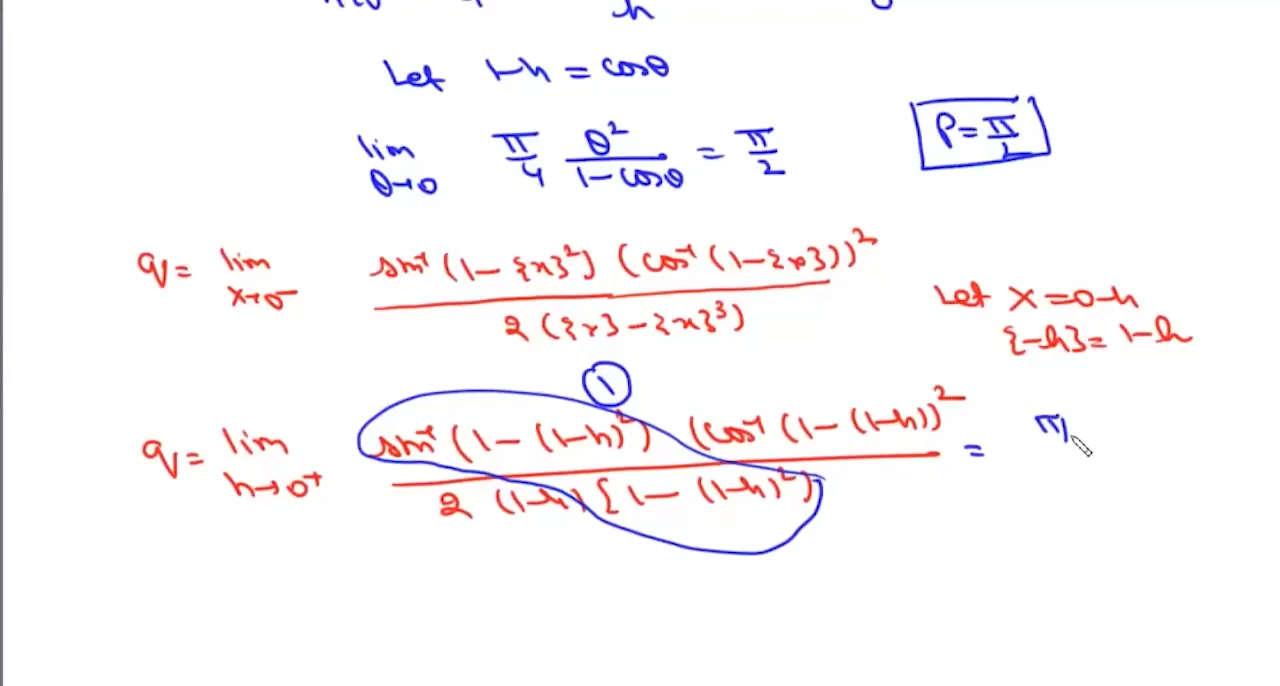 Let 1-h = cosθ
lim θ→0 π/4 θ²/(1-cosθ) = π/2
P = π/2
q = lim x→0⁻ sin⁻¹(1-{x}²) (cos⁻¹(1-{x}))² / 2({x}-{x}³)
Let x = 0-h
{-h} = 1-h
1
q = lim h→0⁺ sin⁻¹(1-(1-h)²) (cos⁻¹(1-(1-h))² / 2 (1-h) {1-(1-h)²) = π